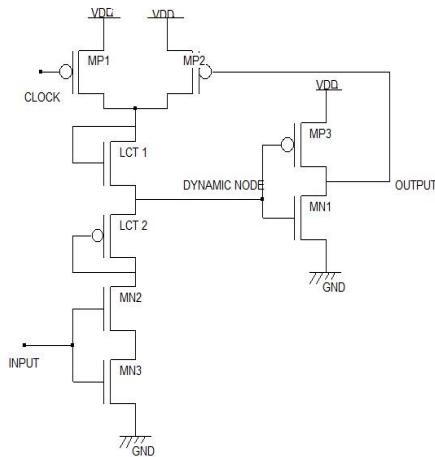 VDD VDD
MP1 MP2
CLOCK
VDD
MP3
LCT 1
DYNAMIC NODE
OUTPUT
MN1
LCT 2
GND
MN2
INPUT
MN3
GND